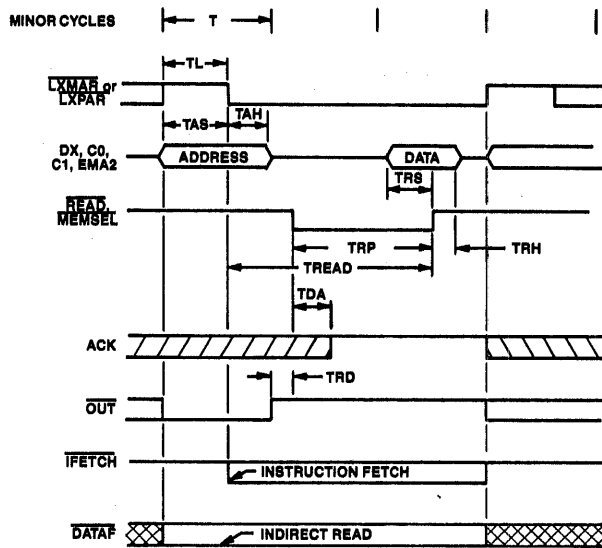 MINOR CYCLES
T
TL
LXMAR or
LXPAR
TAS
TAH
DX, C0,
C1, EMA2
ADDRESS
DATA
TRS
READ,
MEMSEL
TRP
TRH
TREAD
TDA
ACK
TRD
OUT
IFETCH
INSTRUCTION FETCH
DATAF
INDIRECT READ